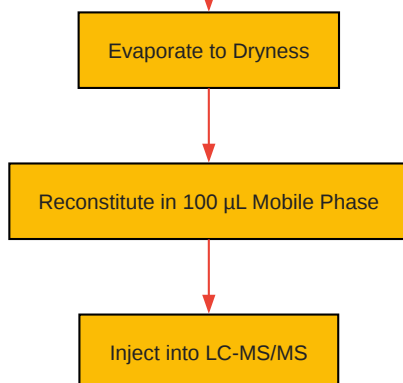 Evaporate to Dryness
Reconstitute in 100 µL Mobile Phase
Inject into LC-MS/MS